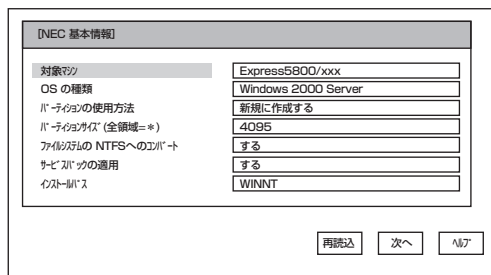 [NEC 基本情報]
対象ﾏｼﾝ Express5800/xxx
OS の種類 Windows 2000 Server
ﾊﾟｰﾃｨｼｮﾝの使用方法 新規に作成する
ﾊﾟｰﾃｨｼｮﾝｻｲｽﾞ(全領域=＊) 4095
ﾌｧｲﾙｼｽﾃﾑの NTFSへのｺﾝﾊﾞｰﾄ する
ｻｰﾋﾞｽﾊﾟｯｸの適用 する
ｲﾝｽﾄｰﾙﾊﾟｽ WINNT
再読込 次へ ﾍﾙﾌﾟ